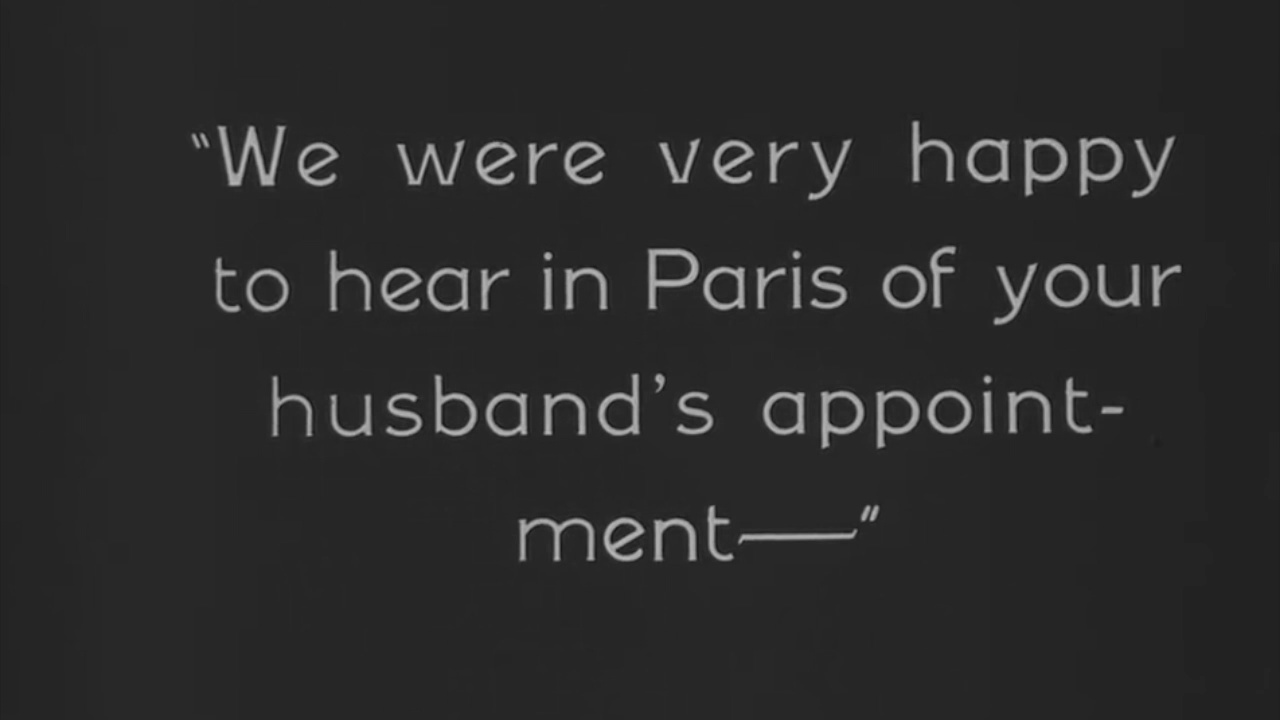 "We were very happy
to hear in Paris of your
husband's appoint-
ment—"